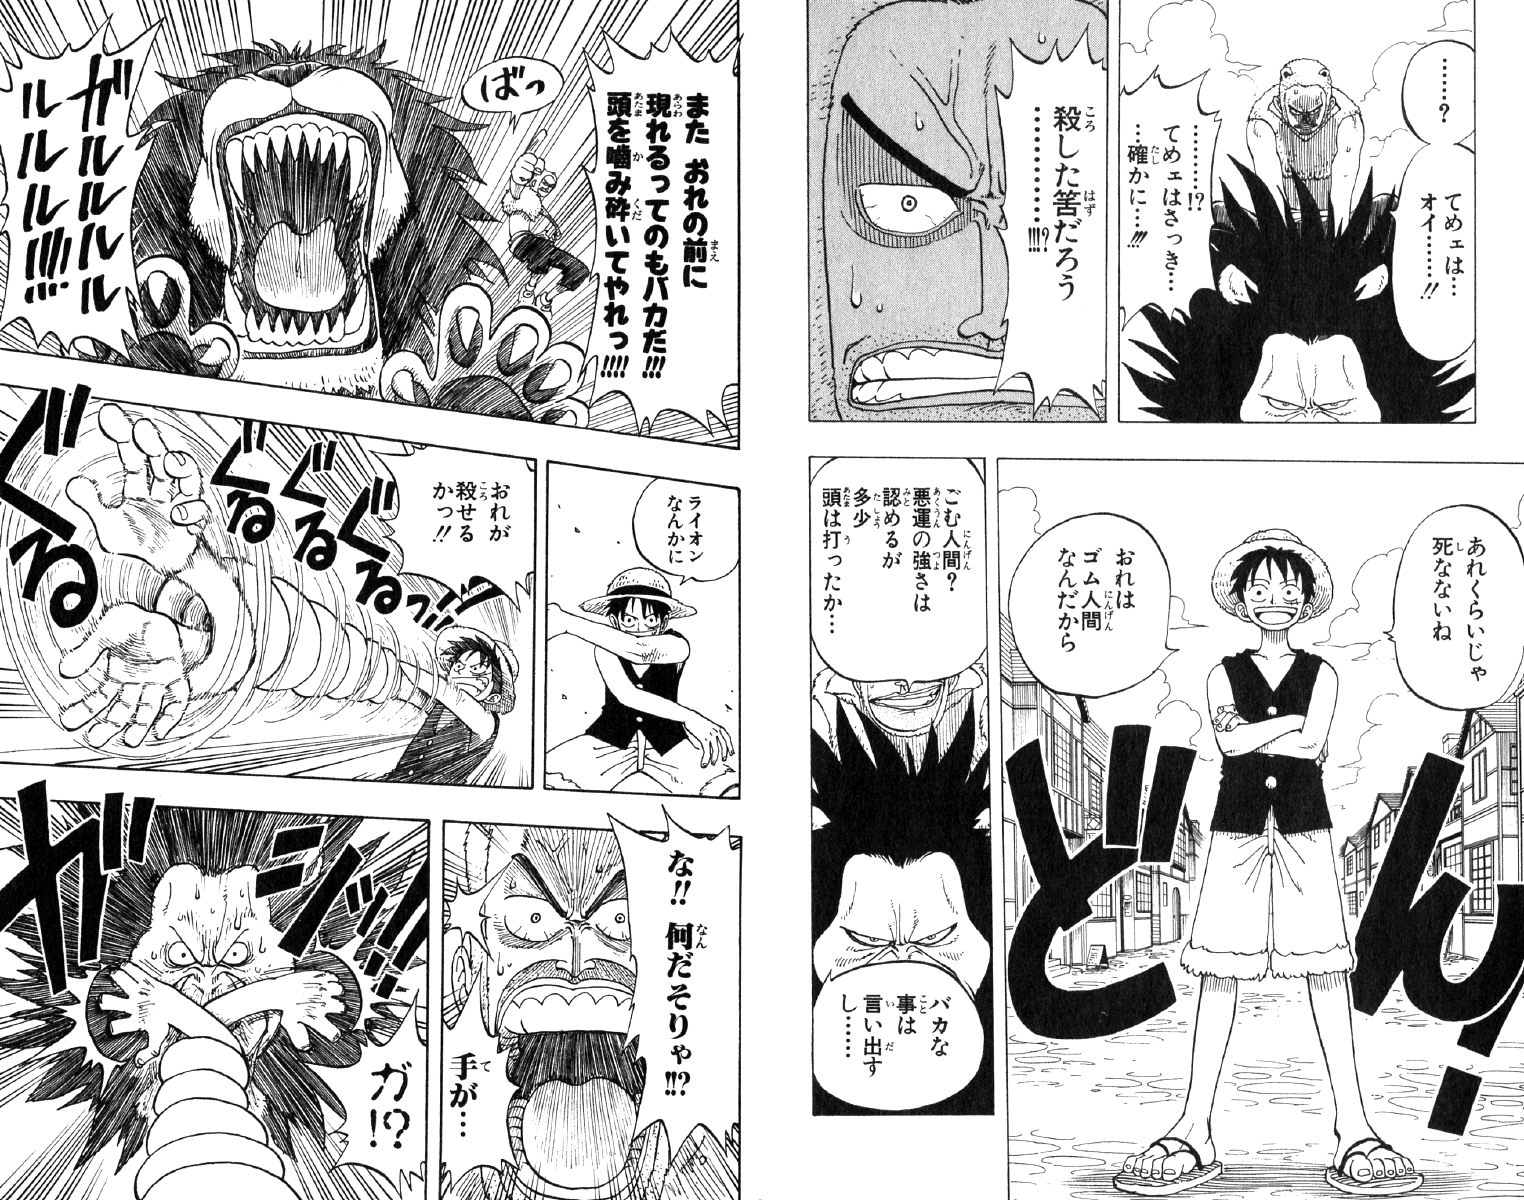 ……？
てめェは…
オイ……!!
……!?
てめェはさっき…
…確かに…!!!
殺した筈だろう
…………!!!?
あれくらいじゃ
死なないね
おれは
ゴム人間
なんだから
どん!
ごむ人間？
悪運の強さは
認めるが
多少
頭は打ったか…
バカな
事は
言い出す
し……
また おれの前に
現れるってのもバカだ!!!
頭を噛み砕いてやれっ!!!!
ばっ
ガルルルル
ルルルル!!!!
ライオン
なんかに
おれが
殺せる
かっ!!
ぐるぐるぐるぐるっ!!
な!! 何だそりゃ!!?
手が…
ガシッ!!!
ガ!?